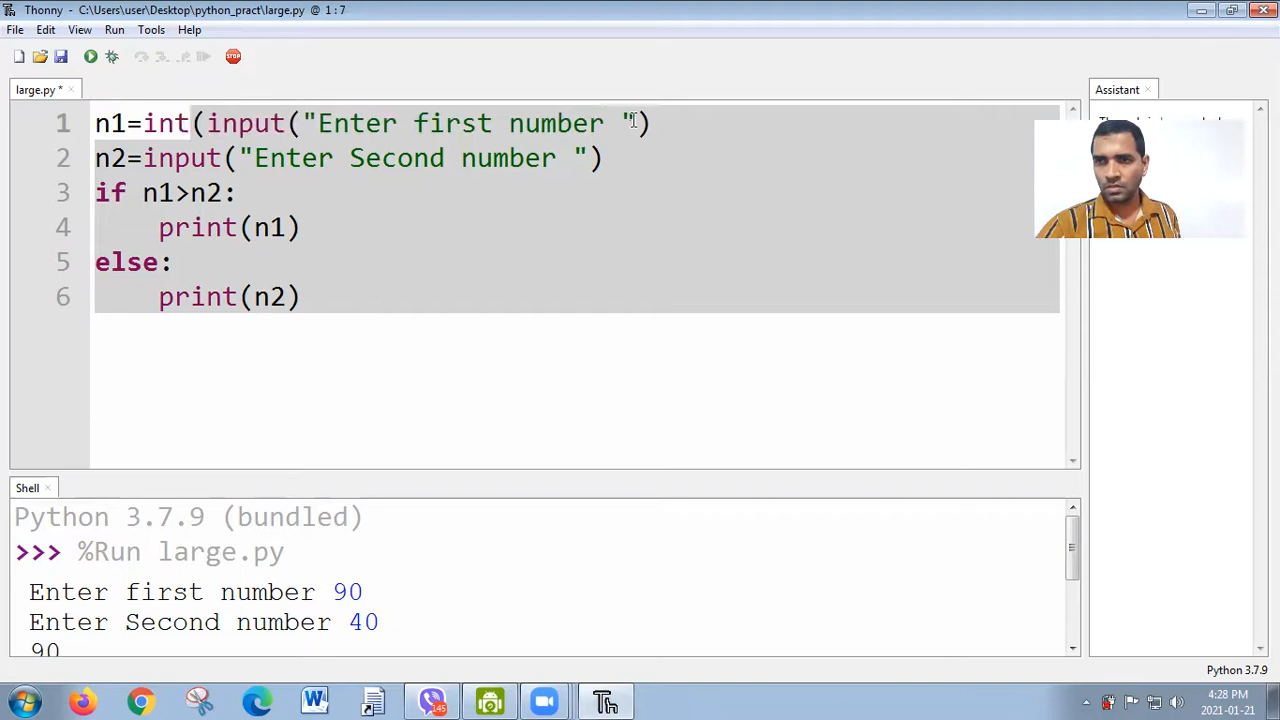 Thonny - C:\Users\user\Desktop\python_pract\large.py @ 1 : 7
File Edit View Run Tools Help
STOP
large.py *
Assistant
1 n1=int(input("Enter first number ")
2 n2=input("Enter Second number ")
3 if n1>n2:
4 print(n1)
5 else:
6 print(n2)
Shell
Python 3.7.9 (bundled)
>>> %Run large.py
Enter first number 90
Enter Second number 40
90
Python 3.7.9
145
Th
4:28 PM
2021-01-21